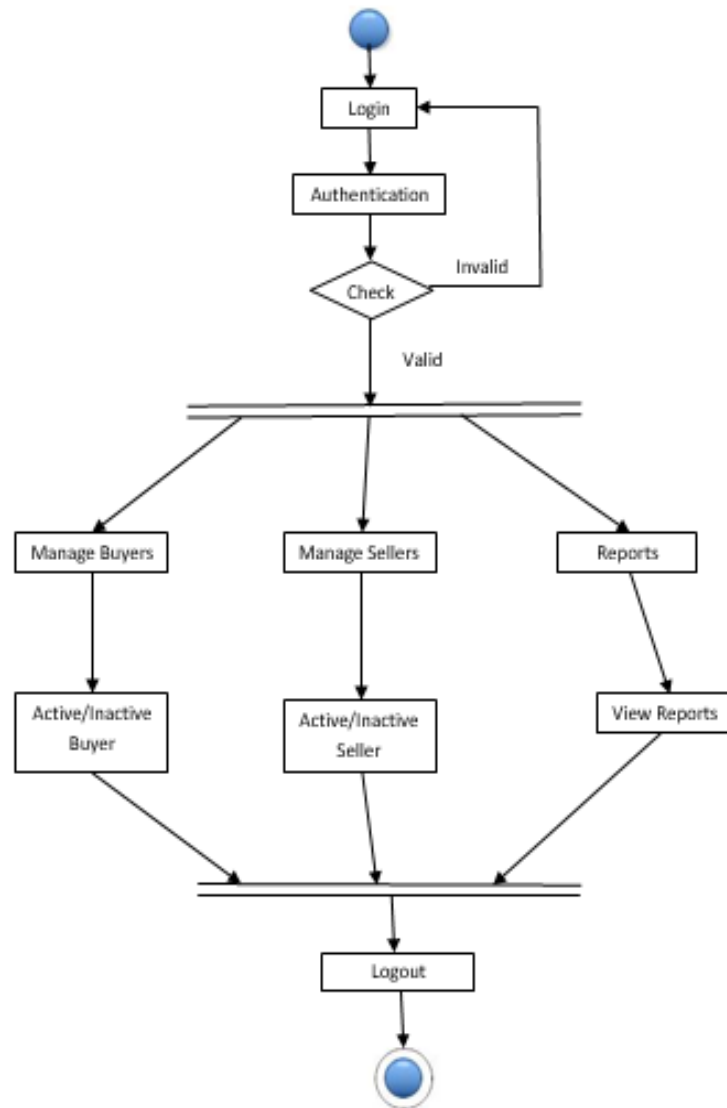 Login
Authentication
Check
Invalid
Valid
Manage Buyers
Manage Sellers
Reports
Active/Inactive
Buyer
Active/Inactive
Seller
View Reports
Logout